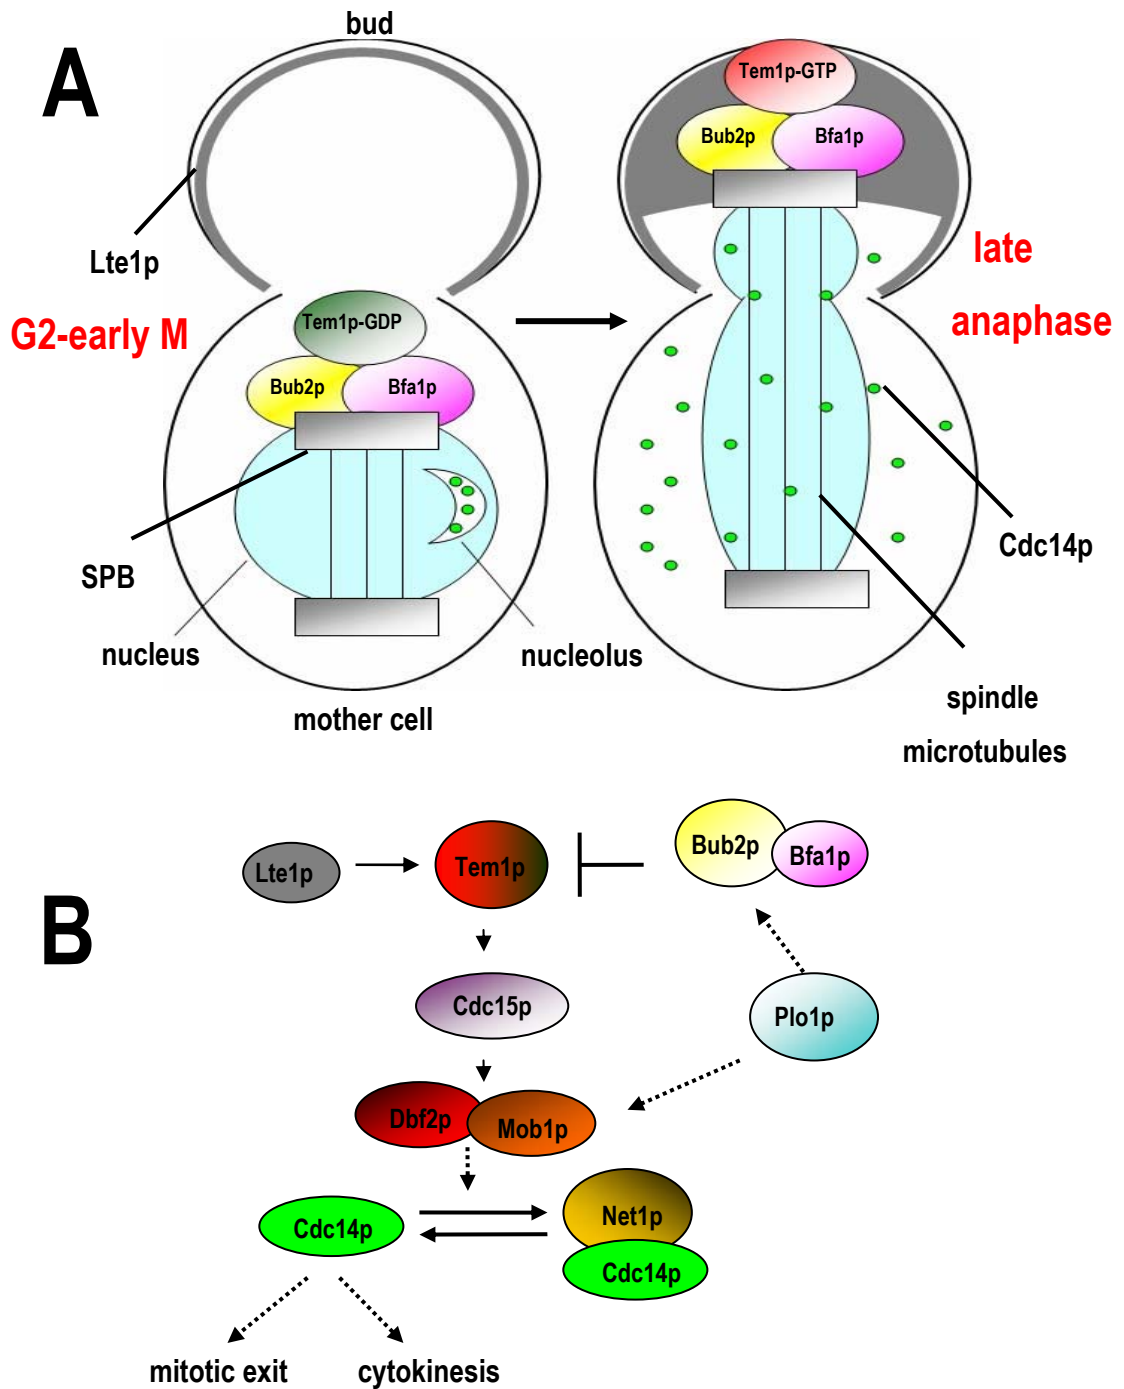 A
bud
Lte1p
G2-early M
Tem1p-GDP
Bub2p
Bfa1p
SPB
nucleus
nucleolus
mother cell
Tem1p-GTP
Bub2p
Bfa1p
late
anaphase
Cdc14p
spindle
microtubules
B
Lte1p
Tem1p
Bub2p
Bfa1p
Cdc15p
Plo1p
Dbf2p
Mob1p
Cdc14p
Net1p
Cdc14p
mitotic exit
cytokinesis